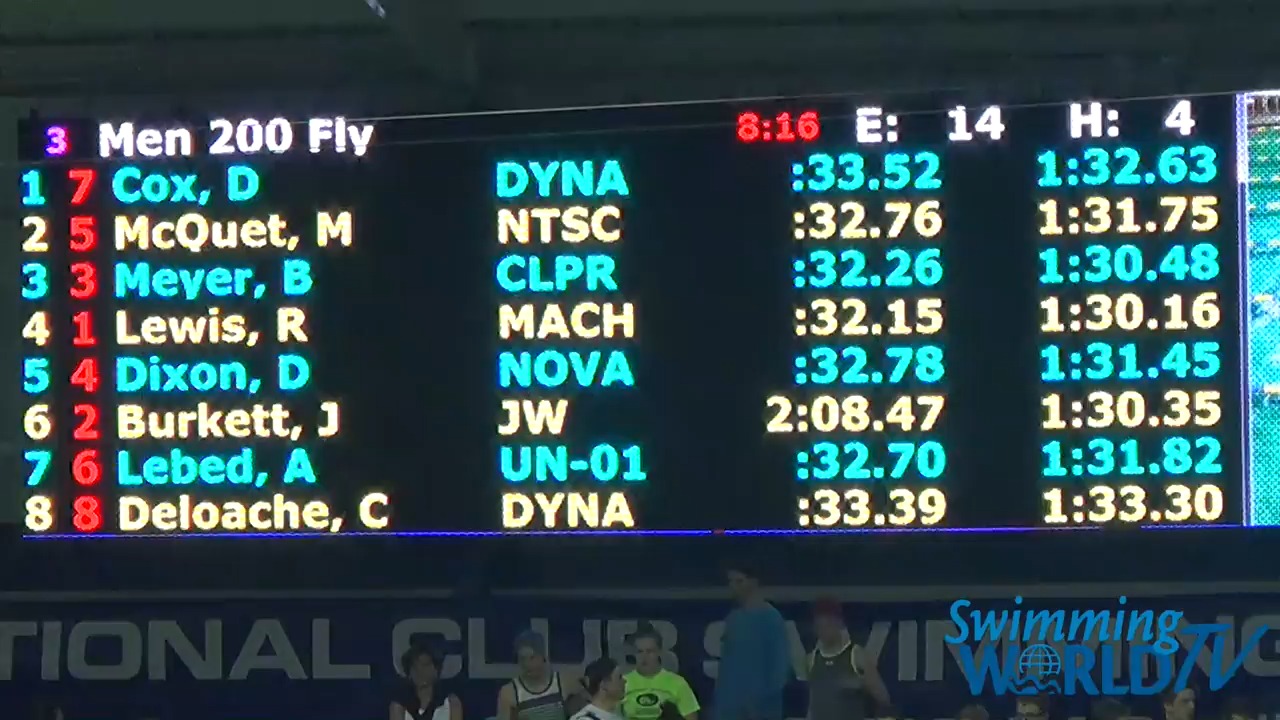 3 Men 200 Fly 8:16 E: 14 H: 4
1 7 Cox, D DYNA :33.52 1:32.63
2 5 McQuet, M NTSC :32.76 1:31.75
3 3 Meyer, B CLPR :32.26 1:30.48
4 1 Lewis, R MACH :32.15 1:30.16
5 4 Dixon, D NOVA :32.78 1:31.45
6 2 Burkett, J JW 2:08.47 1:30.35
7 6 Lebed, A UN-01 :32.70 1:31.82
8 8 Deloache, C DYNA :33.39 1:33.30
TIONAL CLUB SWIMMING
Swimming
WORLD TV